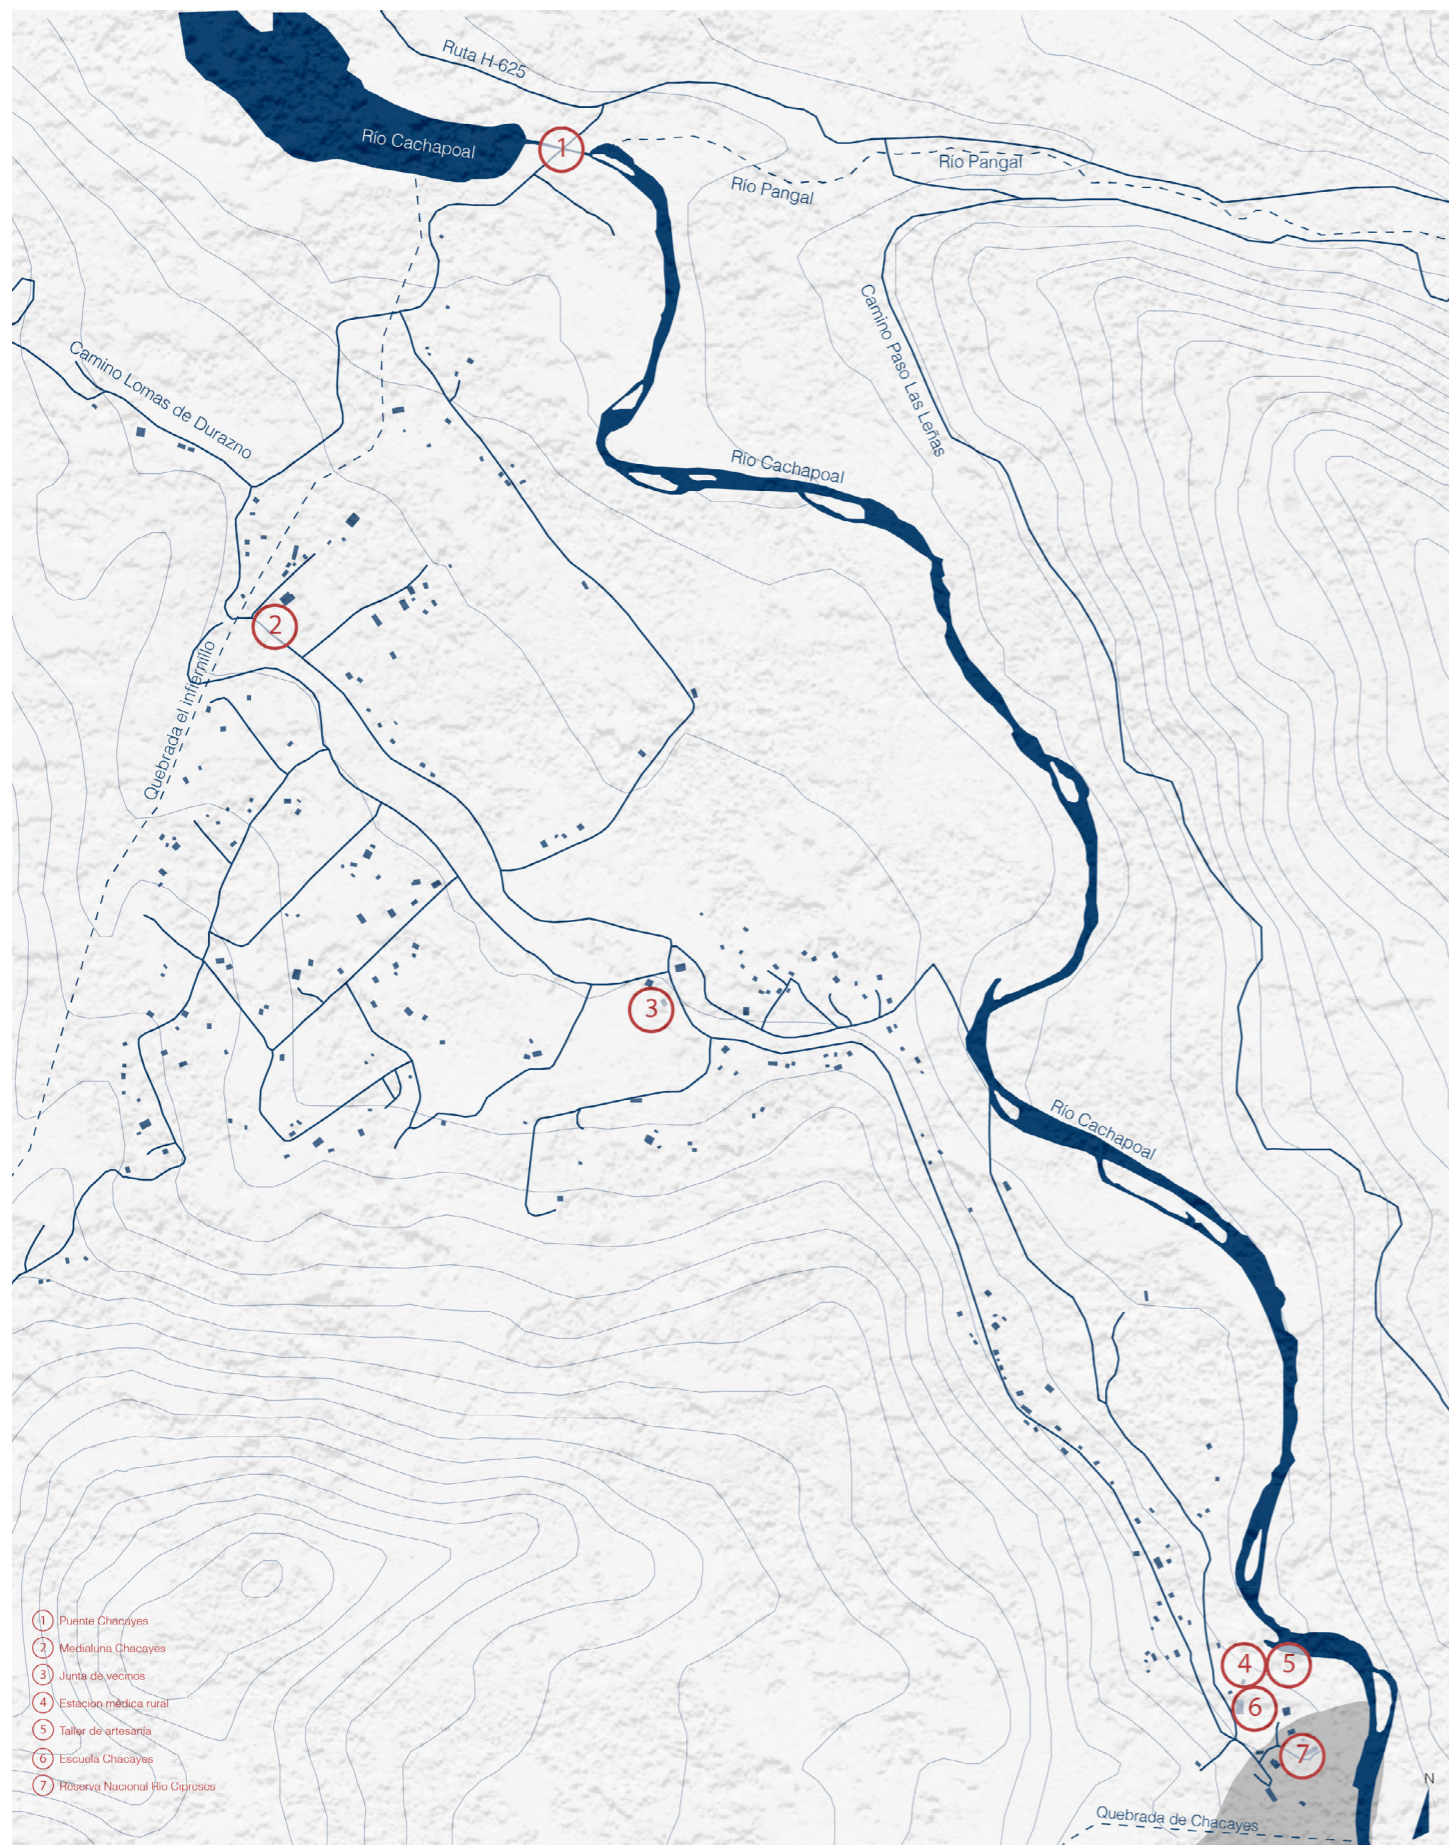 Ruta H-625
Río Cachapoal
1
Río Pangal
Río Pangal
Camino Paso Las Leñas
Camino Lomas de Durazno
Río Cachapoal
2
Quebrada el infiernillo
3
Río Cachapoal
4
5
6
7
1 Puente Chacayes
2 Medialuna Chacayes
3 Junta de vecinos
4 Estacion médica rural
5 Taller de artesanía
6 Escuela Chacayes
7 Reserva Nacional Río Cipreses
N
Quebrada de Chacayes